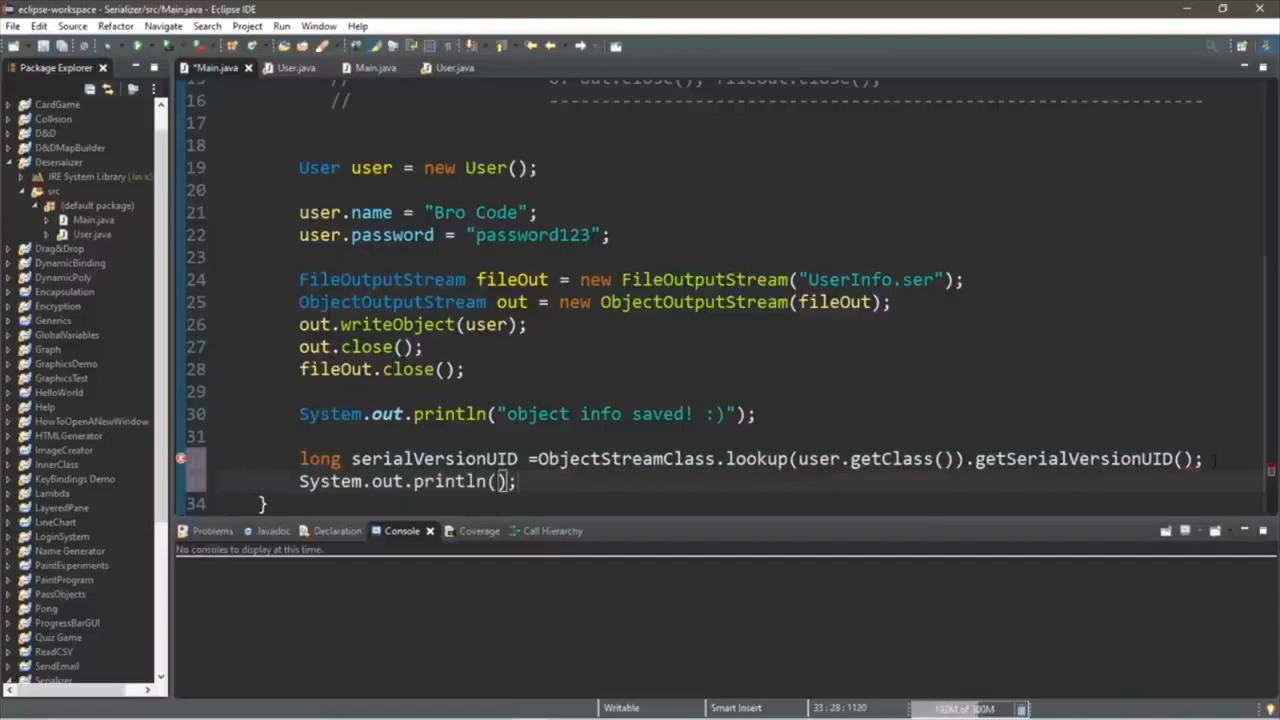 eclipse-workspace - Serializer/src/Main.java - Eclipse IDE
File Edit Source Refactor Navigate Search Project Run Window Help
Package Explorer
*Main.java User.java Main.java User.java
CardGame
Collision
D&D
D&DMapBuilder
Deserializer
JRE System Library [JavaS
src
(default package)
Main.java
User.java
Drag&Drop
DynamicBinding
DynamicPoly
Encapsulation
Encryption
Generics
GlobalVariables
Graph
GraphicsDemo
GraphicsTest
HelloWorld
Help
HowToOpenANewWindow
HTMLGenerator
ImageCreator
InnerClass
KeyBindings Demo
Lambda
LayeredPane
LineChart
LoginSystem
Name Generator
PaintExperiments
PaintProgram
PassObjects
Pong
ProgressBarGUI
Quiz Game
ReadCSV
SendEmail
Serializer
16 // ---------------------------------------------------------------
17
18
19 User user = new User();
20
21 user.name = "Bro Code";
22 user.password = "password123";
23
24 FileOutputStream fileOut = new FileOutputStream("UserInfo.ser");
25 ObjectOutputStream out = new ObjectOutputStream(fileOut);
26 out.writeObject(user);
27 out.close();
28 fileOut.close();
29
30 System.out.println("object info saved! :)");
31
long serialVersionUID =ObjectStreamClass.lookup(user.getClass()).getSerialVersionUID();
System.out.println();
34 }
Problems Javadoc Declaration Console Coverage Call Hierarchy
No consoles to display at this time.
Writable Smart Insert 33 : 28 : 1120 192M of 300M